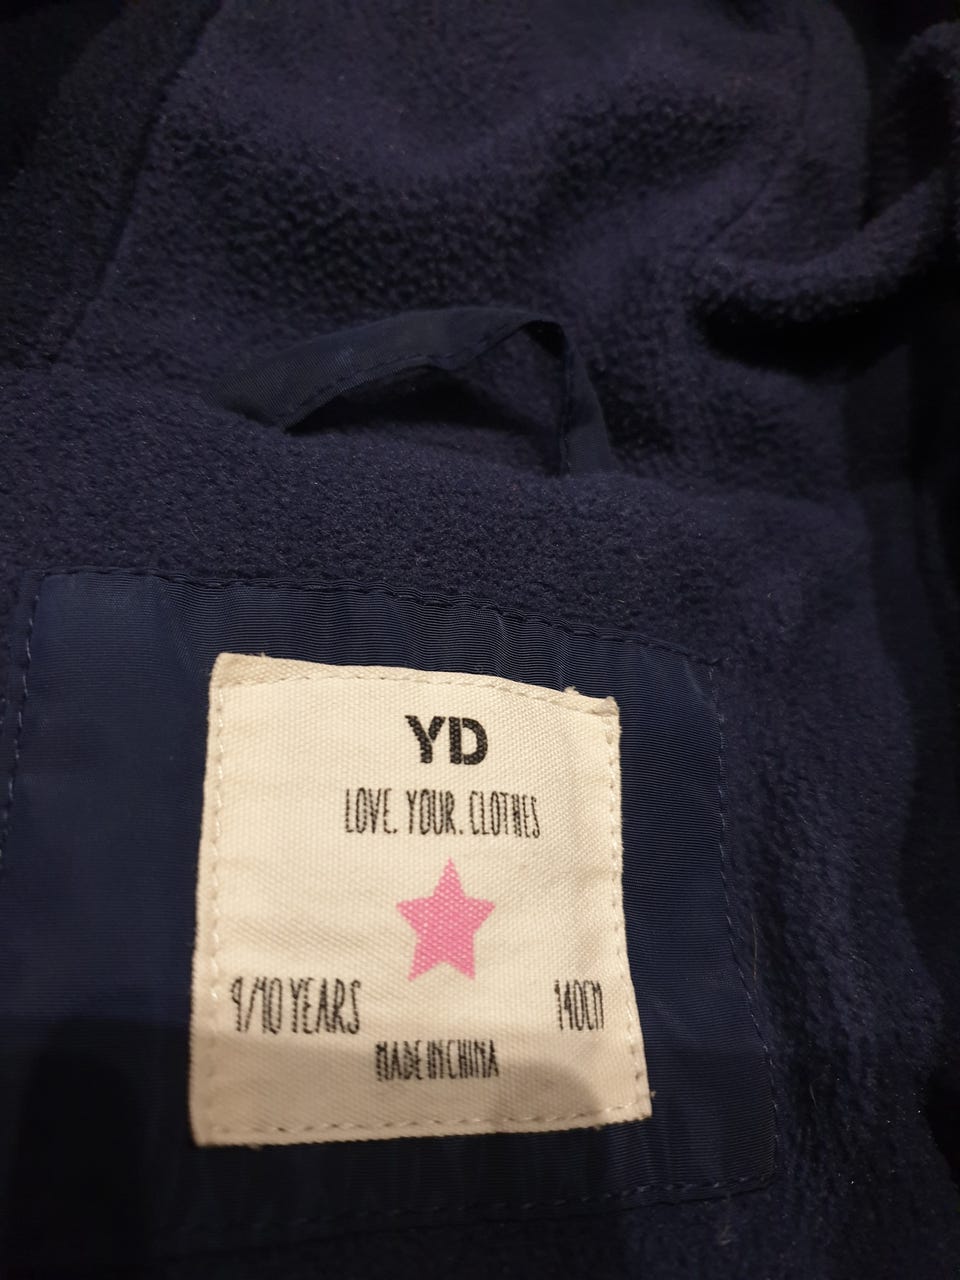 YD
LOVE. YOUR. CLOTHES
9/10 YEARS
140CM
MADE IN CHINA